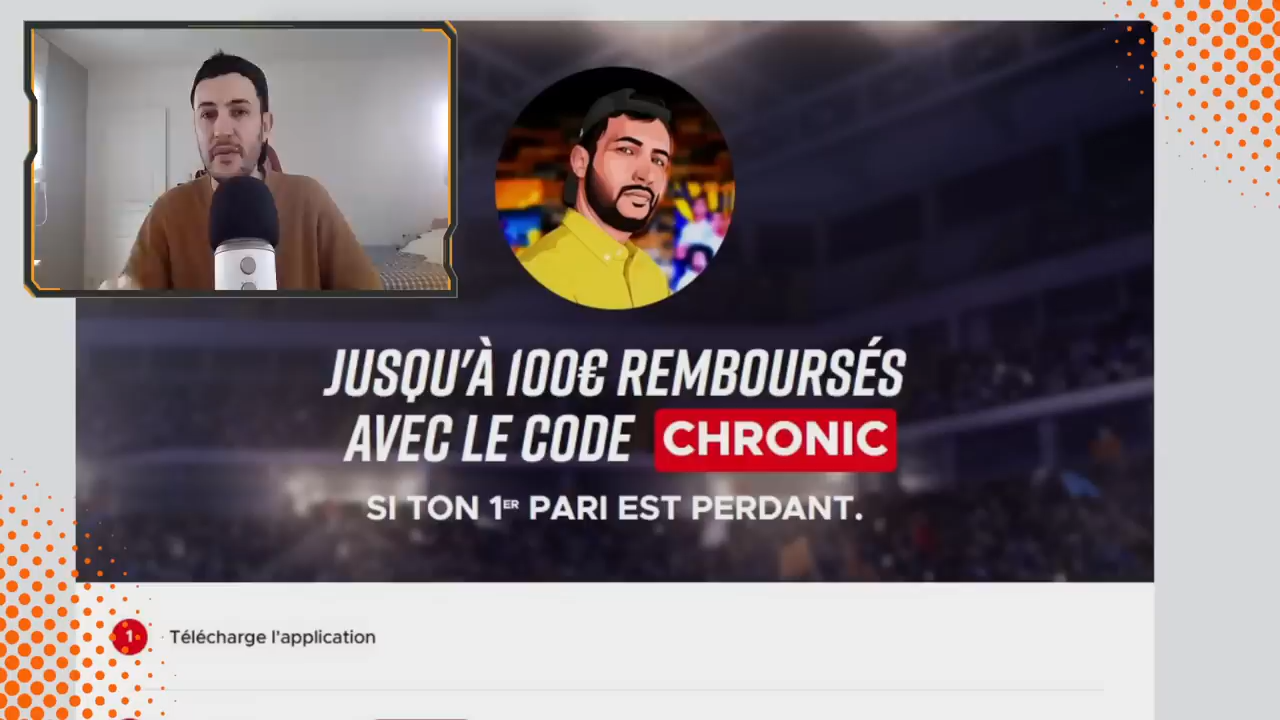 JUSQU'À 100€ REMBOURSÉS
AVEC LE CODE CHRONIC
SI TON 1ER PARI EST PERDANT.
1 Télécharge l'application